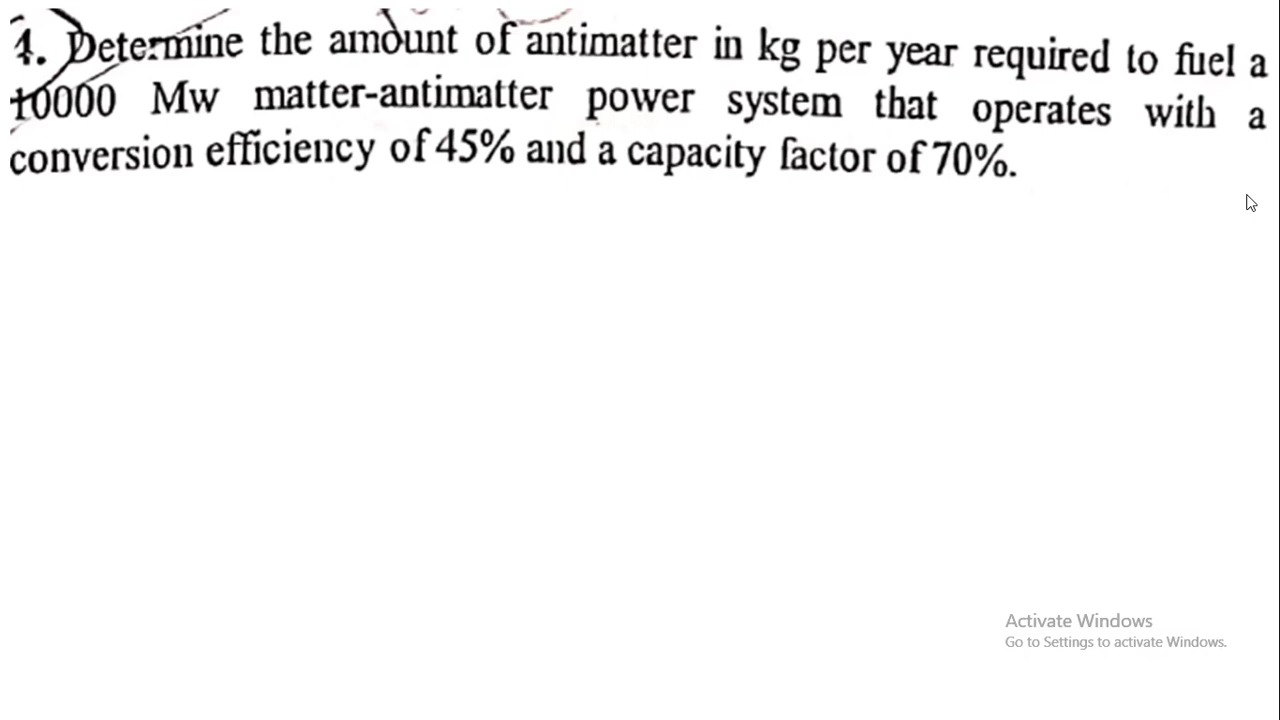 4. Determine the amount of antimatter in kg per year required to fuel a
10000 Mw matter-antimatter power system that operates with a
conversion efficiency of 45% and a capacity factor of 70%.
Activate Windows
Go to Settings to activate Windows.